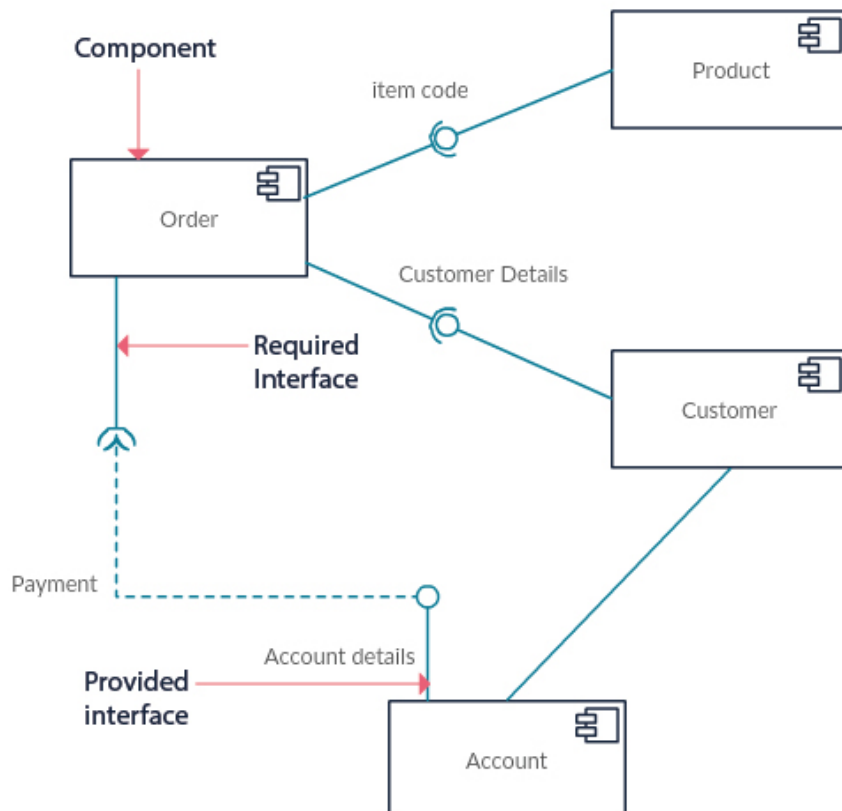 Component
Product
item code
Order
Customer Details
Required
Interface
Customer
Payment
Account details
Provided
interface
Account